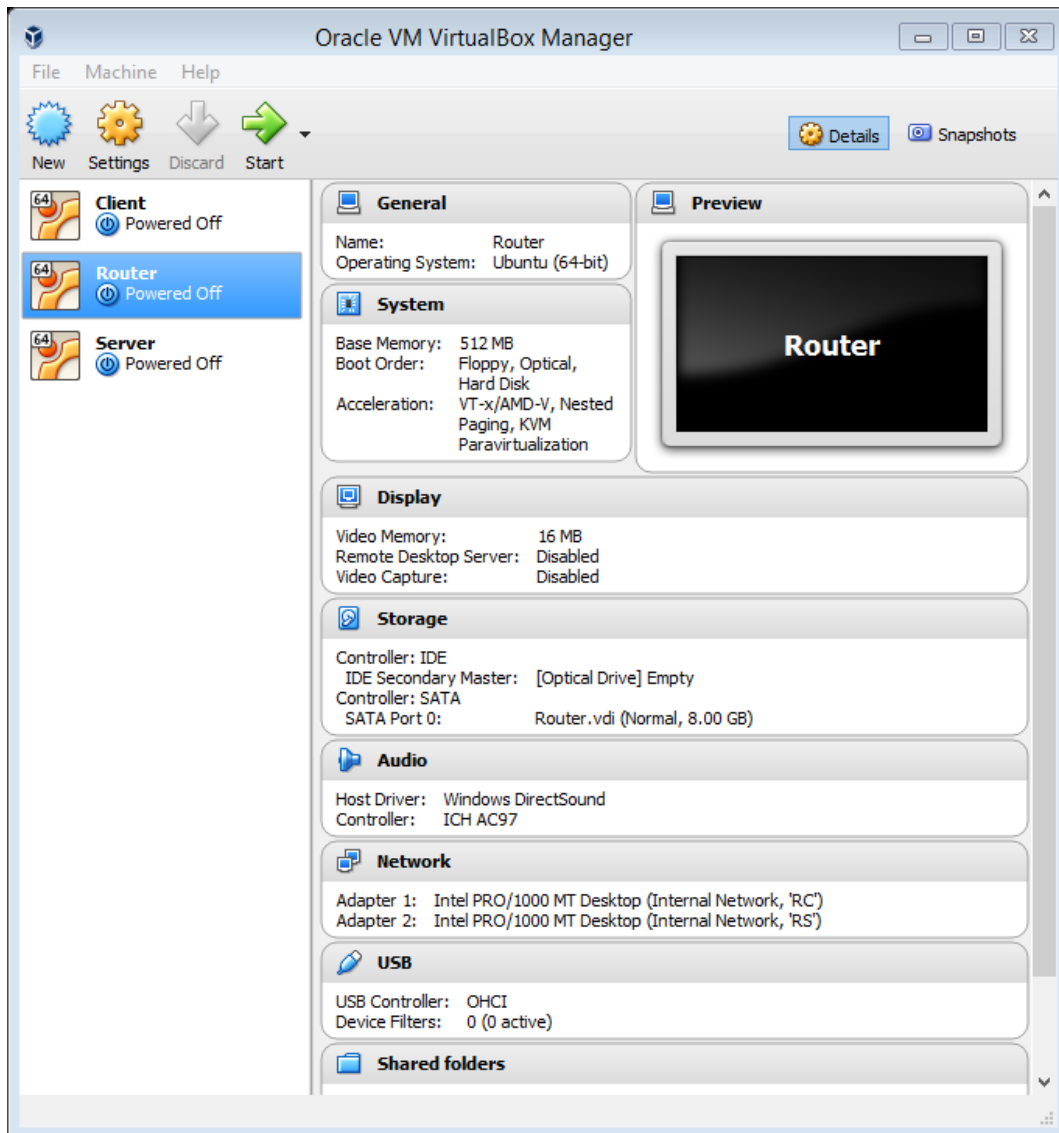 Oracle VM VirtualBox Manager
File Machine Help
New Settings Discard Start
Details Snapshots
64 Client
Powered Off
64 Router
Powered Off
64 Server
Powered Off
General
Name: Router
Operating System: Ubuntu (64-bit)
System
Base Memory: 512 MB
Boot Order: Floppy, Optical,
Hard Disk
Acceleration: VT-x/AMD-V, Nested
Paging, KVM
Paravirtualization
Preview
Router
Display
Video Memory: 16 MB
Remote Desktop Server: Disabled
Video Capture: Disabled
Storage
Controller: IDE
IDE Secondary Master: [Optical Drive] Empty
Controller: SATA
SATA Port 0: Router.vdi (Normal, 8.00 GB)
Audio
Host Driver: Windows DirectSound
Controller: ICH AC97
Network
Adapter 1: Intel PRO/1000 MT Desktop (Internal Network, 'RC')
Adapter 2: Intel PRO/1000 MT Desktop (Internal Network, 'RS')
USB
USB Controller: OHCI
Device Filters: 0 (0 active)
Shared folders